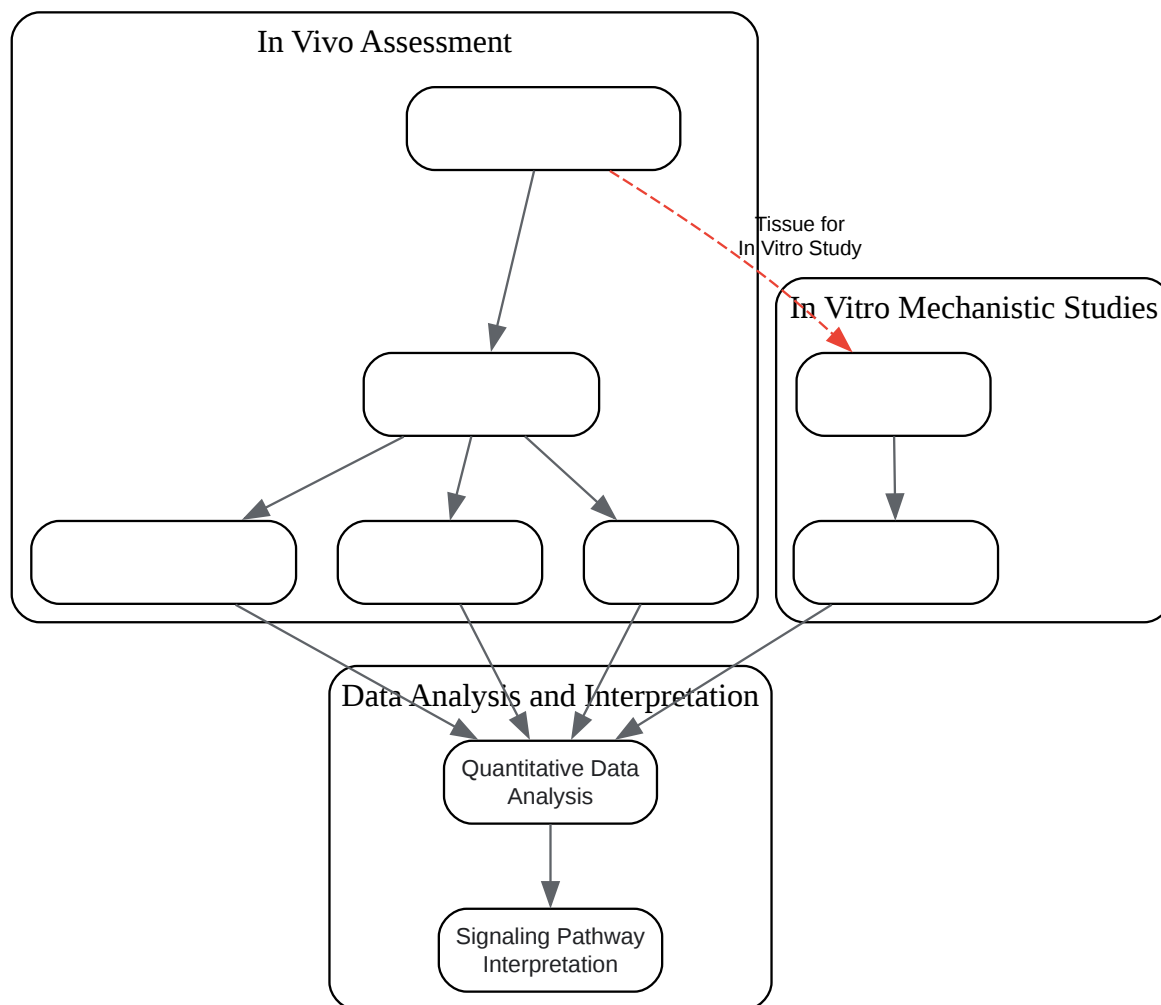 In Vivo Assessment
Tissue for
In Vitro Study
In Vitro Mechanistic Studies
Data Analysis and Interpretation
Quantitative Data
Analysis
Signaling Pathway
Interpretation